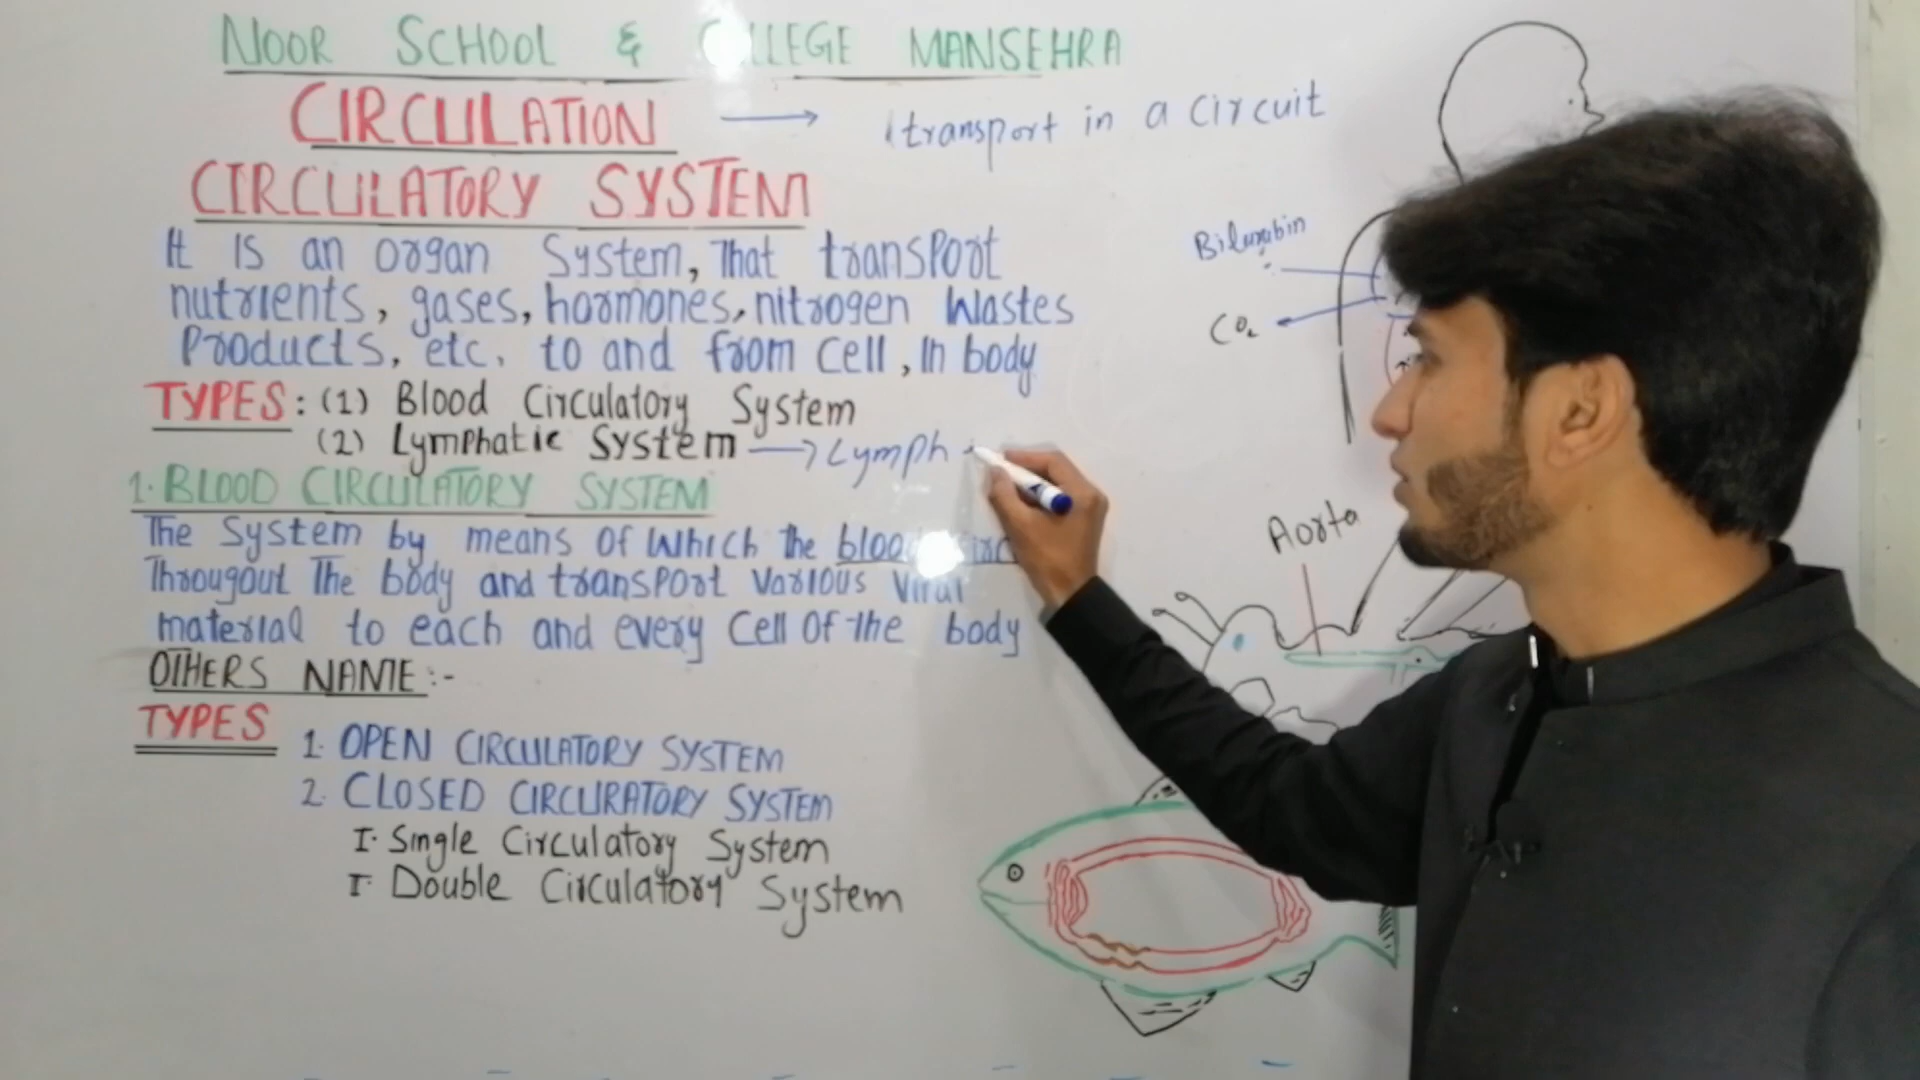 NOOR SCHOOL & COLLEGE MANSEHRA
CIRCULATION → transport in a circuit
CIRCULATORY SYSTEM
It Is an organ System, That transport
nutrients, gases, hormones, nitrogen Wastes
Products, etc. to and from Cell, In body
TYPES: (1) Blood Circulatory System
(2) Lymphatic System → Lymph
1. BLOOD CIRCULATORY SYSTEM
The System by means Of Which the blood
Througout The body and transport Various Vital
material to each and every Cell Of the body
OTHERS NAME:-
TYPES
1. OPEN CIRCULATORY SYSTEM
2. CLOSED CIRCURATORY SYSTEM
I. Single Circulatory System
I. Double Circulatory System
Bilirubin
CO₂
Aorta